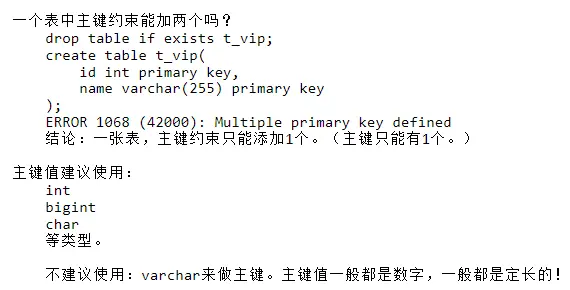 一个表中主键约束能加两个吗？
drop table if exists t_vip;
create table t_vip(
id int primary key,
name varchar(255) primary key
);
ERROR 1068 (42000): Multiple primary key defined
结论：一张表，主键约束只能添加1个。（主键只能有1个。）
主键值建议使用：
int
bigint
char
等类型。
不建议使用：varchar来做主键。主键值一般都是数字，一般都是定长的！